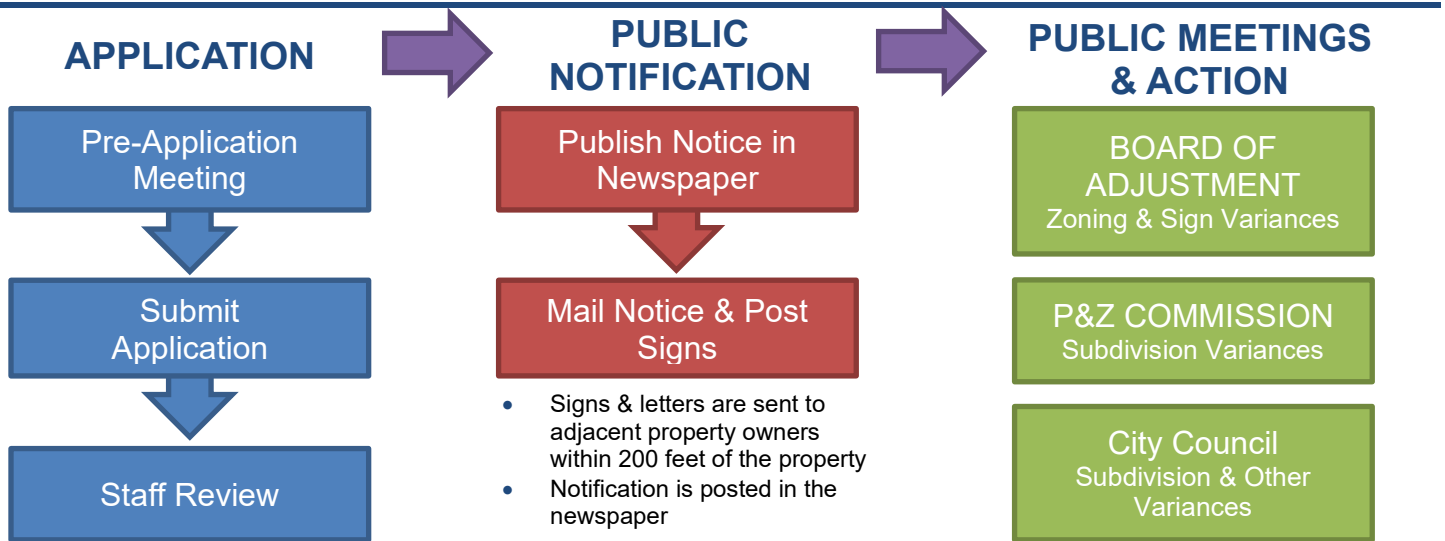 APPLICATION
Pre-Application
Meeting
Submit
Application
Staff Review
PUBLIC
NOTIFICATION
Publish Notice in
Newspaper
Mail Notice & Post
Signs
• Signs & letters are sent to
adjacent property owners
within 200 feet of the property
• Notification is posted in the
newspaper
PUBLIC MEETINGS
& ACTION
BOARD OF
ADJUSTMENT
Zoning & Sign Variances
P&Z COMMISSION
Subdivision Variances
City Council
Subdivision & Other
Variances